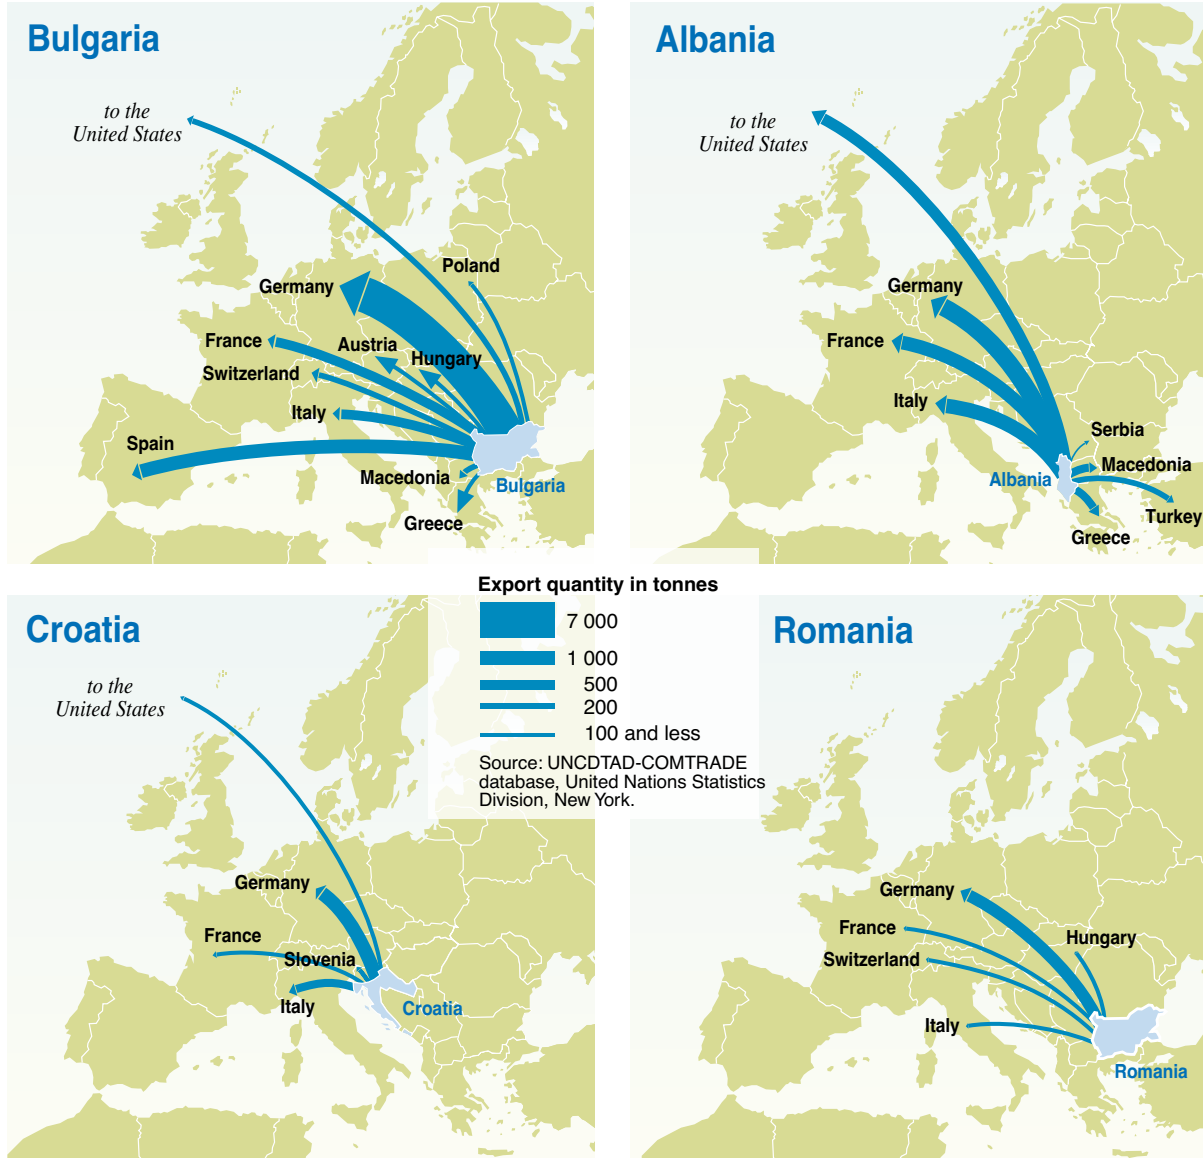 Bulgaria
to the
United States
Poland
Germany
France
Austria
Hungary
Switzerland
Italy
Spain
Macedonia
Bulgaria
Greece
Albania
to the
United States
Germany
France
Italy
Serbia
Macedonia
Albania
Turkey
Greece
Export quantity in tonnes
7 000
1 000
500
200
100 and less
Source: UNCDTAD-COMTRADE
database, United Nations Statistics
Division, New York.
Croatia
to the
United States
Germany
France
Slovenia
Italy
Croatia
Romania
Germany
France
Hungary
Switzerland
Italy
Romania